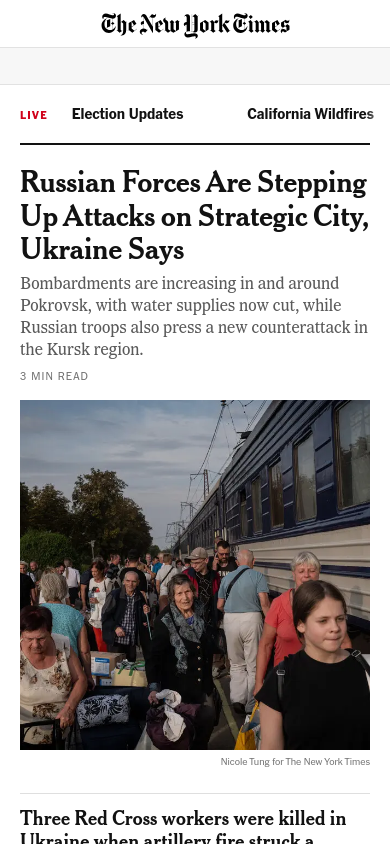 The New York Times
LIVE
Election Updates
California Wildfires
Russian Forces Are Stepping
Up Attacks on Strategic City,
Ukraine Says
Bombardments are increasing in and around
Pokrovsk, with water supplies now cut, while
Russian troops also press a new counterattack in
the Kursk region.
3 MIN READ
Nicole Tung for The New York Times
Three Red Cross workers were killed in
Ukraine when artillery fire struck a